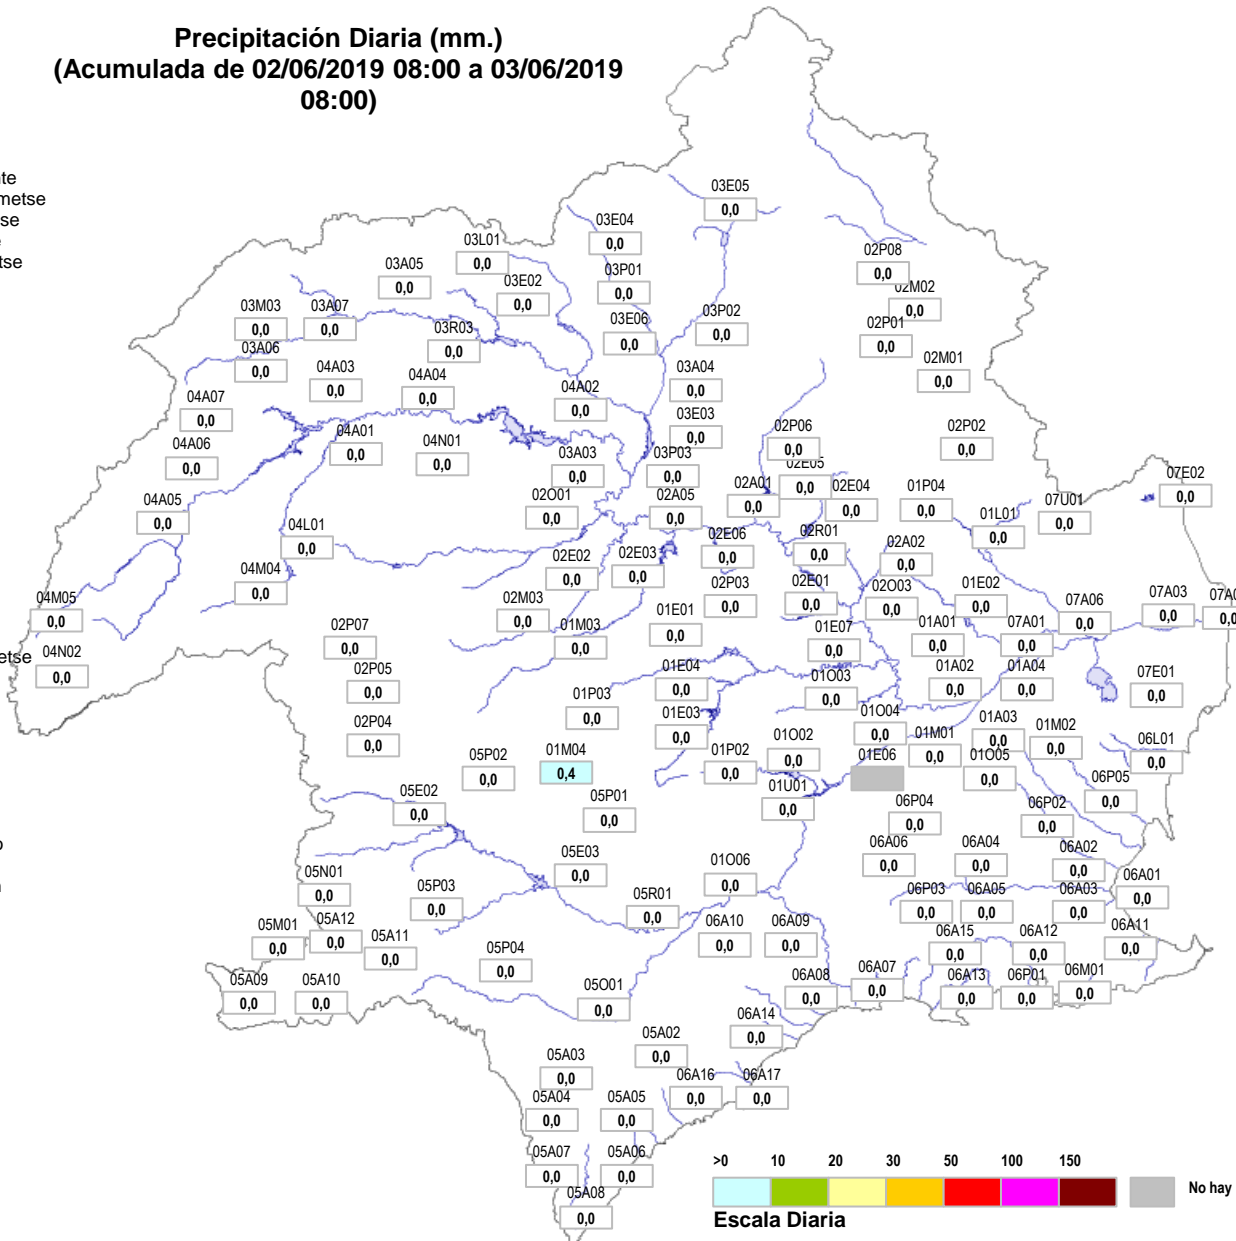 Precipitación Diaria (mm.)
(Acumulada de 02/06/2019 08:00 a 03/06/2019
08:00)
03E05
0,0
03E04
0,0
03L01
0,0
02P08
0,0
03A05
0,0
03P01
0,0
03E02
0,0
02M02
0,0
03M03
0,0
03A07
0,0
03R03
0,0
03E06
0,0
03P02
0,0
02P01
0,0
03A06
0,0
04A03
0,0
04A04
0,0
04A02
0,0
03A04
0,0
02M01
0,0
04A07
0,0
03E03
0,0
04A01
0,0
04N01
0,0
02P06
0,0
02P02
0,0
04A06
0,0
03A03
0,0
03P03
0,0
02E05
0,0
07E02
0,0
04A05
0,0
02O01
0,0
02A05
0,0
02A01
0,0
02E04
0,0
01P04
0,0
07U01
0,0
01L01
0,0
04L01
0,0
02E06
0,0
02R01
0,0
02A02
0,0
02E02
0,0
02E03
0,0
04M04
0,0
04M05
0,0
02M03
0,0
01E01
0,0
02P03
0,0
02E01
0,0
02O03
0,0
01E02
0,0
07A06
0,0
07A03
0,0
0,0
02P07
0,0
01M03
0,0
01E07
0,0
01A01
0,0
07A01
0,0
etse
04N02
0,0
02P05
0,0
01E04
0,0
01O03
0,0
01A02
0,0
01A04
0,0
07E01
0,0
01P03
0,0
02P04
0,0
01E03
0,0
01O04
0,0
01A03
0,0
01M02
0,0
05P02
0,0
01M04
0,4
01P02
0,0
01O02
0,0
01E06
01M01
0,0
01O05
0,0
06L01
0,0
05E02
0,0
05P01
0,0
01U01
0,0
06P04
0,0
06P02
0,0
06P05
0,0
05E03
0,0
01O06
0,0
06A06
0,0
06A04
0,0
06A02
0,0
05N01
0,0
05P03
0,0
05R01
0,0
06P03
0,0
06A05
0,0
06A03
0,0
06A01
0,0
05M01
0,0
05A12
0,0
05A11
0,0
06A10
0,0
06A09
0,0
06A15
0,0
06A12
0,0
06A11
0,0
05P04
0,0
05A09
0,0
05A10
0,0
05O01
0,0
06A08
0,0
06A07
0,0
06A13
0,0
06P01
0,0
06M01
0,0
05A02
0,0
06A14
0,0
05A03
0,0
06A16
0,0
06A17
0,0
05A04
0,0
05A05
0,0
05A07
0,0
05A06
0,0
05A08
0,0
>0 10 20 30 50 100 150
No hay
Escala Diaria